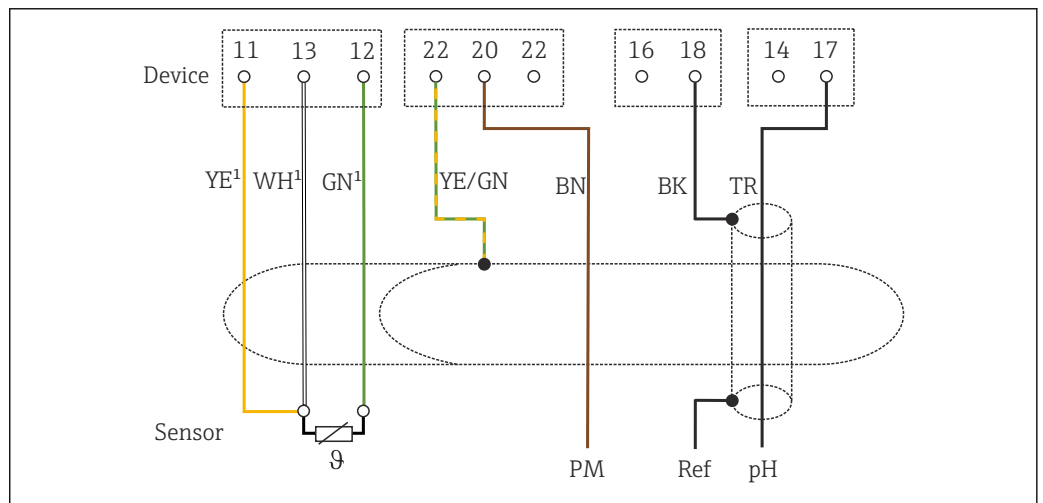 11 13 12 22 20 22 16 18 14 17
Device
YE¹ WH¹ GN¹ YE/GN BN BK TR
Sensor
ϑ
PM Ref pH